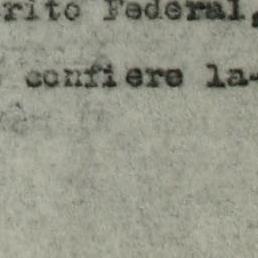 rito Federal,
confiere la-